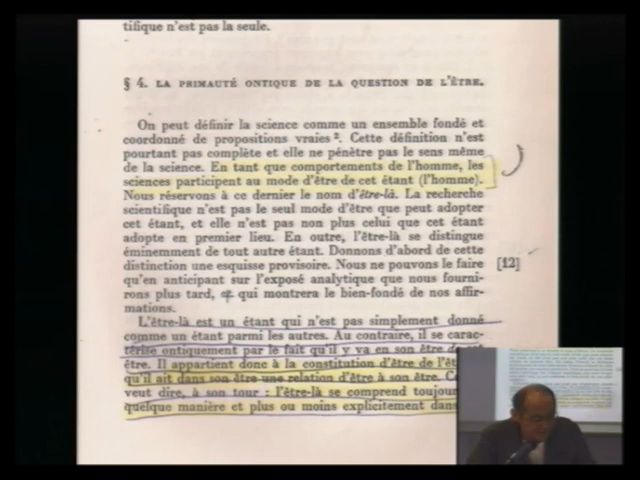 tifique n'est pas la seule.
§ 4. LA PRIMAUTÉ ONTIQUE DE LA QUESTION DE L'ÊTRE.
On peut définir la science comme un ensemble fondé et
coordonné de propositions vraies ². Cette définition n'est
pourtant pas complète et elle ne pénètre pas le sens même
de la science. En tant que comportements de l'homme, les
sciences participent au mode d'être de cet étant (l'homme).
Nous réservons à ce dernier le nom d'être-là. La recherche
scientifique n'est pas le seul mode d'être que peut adopter
cet étant, et elle n'est pas non plus celui que cet étant
adopte en premier lieu. En outre, l'être-là se distingue
éminemment de tout autre étant. Donnons d'abord de cette
distinction une esquisse provisoire. Nous ne pouvons le faire [12]
qu'en anticipant sur l'exposé analytique que nous fourni-
rons plus tard, et qui montrera le bien-fondé de nos affir-
mations.
L'être-là est un étant qui n'est pas simplement donné
comme un étant parmi les autres. Au contraire, il se carac-
térise ontiquement par le fait qu'il y va en son être de
être. Il appartient donc à la constitution d'être de
qu'il ait dans son être une relation d'être à son être.
veut dire, à son tour : l'être-là se comprend
quelque manière et plus ou moins explicitement dans